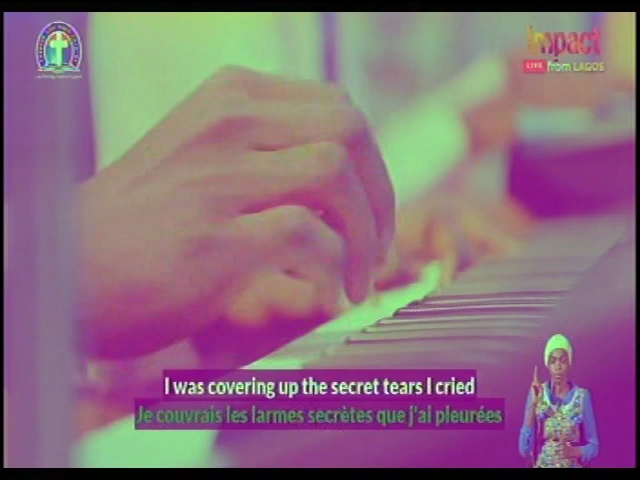 Impact
LIVE from LAGOS
I was covering up the secret tears I cried
Je couvrais les larmes secrètes que j'ai pleurées